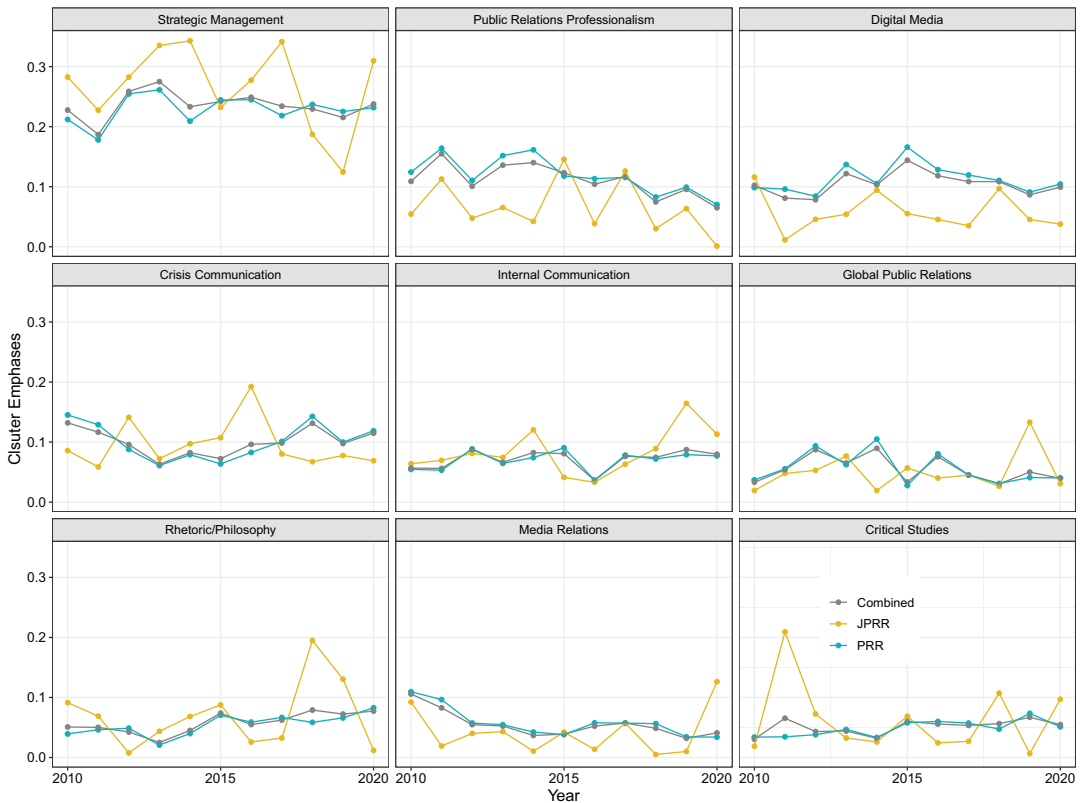 Strategic Management
Public Relations Professionalism
Digital Media
0.3
0.2
0.1
0.0
Crisis Communication
Internal Communication
Global Public Relations
Clsuter Emphases
0.3
0.2
0.1
0.0
Rhetoric/Philosophy
Media Relations
Critical Studies
0.3
0.2
0.1
0.0
Combined
JPRR
PRR
2010 2015 2020
2010 2015 2020
2010 2015 2020
Year